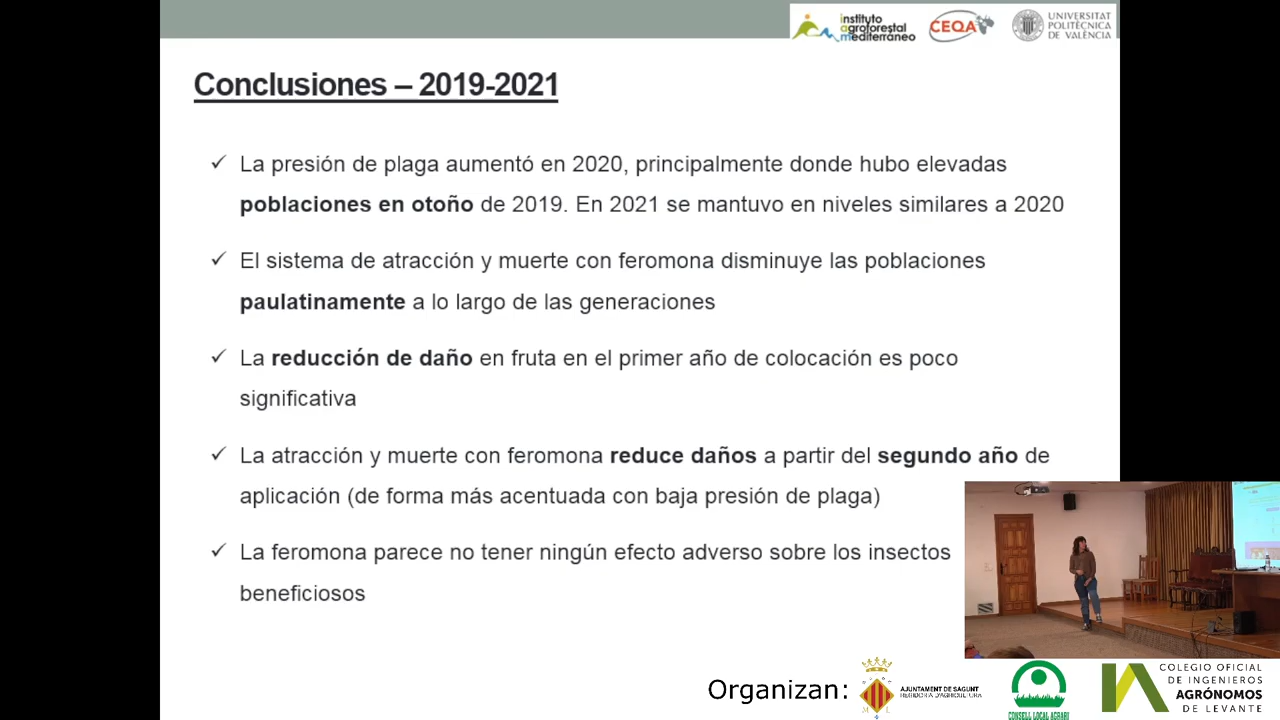 instituto
agroforestal
mediterráneo
CEQA
UNIVERSITAT
POLITÈCNICA
DE VALÈNCIA
Conclusiones – 2019-2021
✓ La presión de plaga aumentó en 2020, principalmente donde hubo elevadas
poblaciones en otoño de 2019. En 2021 se mantuvo en niveles similares a 2020
✓ El sistema de atracción y muerte con feromona disminuye las poblaciones
paulatinamente a lo largo de las generaciones
✓ La reducción de daño en fruta en el primer año de colocación es poco
significativa
✓ La atracción y muerte con feromona reduce daños a partir del segundo año de
aplicación (de forma más acentuada con baja presión de plaga)
✓ La feromona parece no tener ningún efecto adverso sobre los insectos
beneficiosos
Organizan:
AJUNTAMENT DE SAGUNT
REGIDORIA D'AGRICULTURA
CONSELL LOCAL AGRARI
COLEGIO OFICIAL
DE INGENIEROS
AGRÓNOMOS
DE LEVANTE